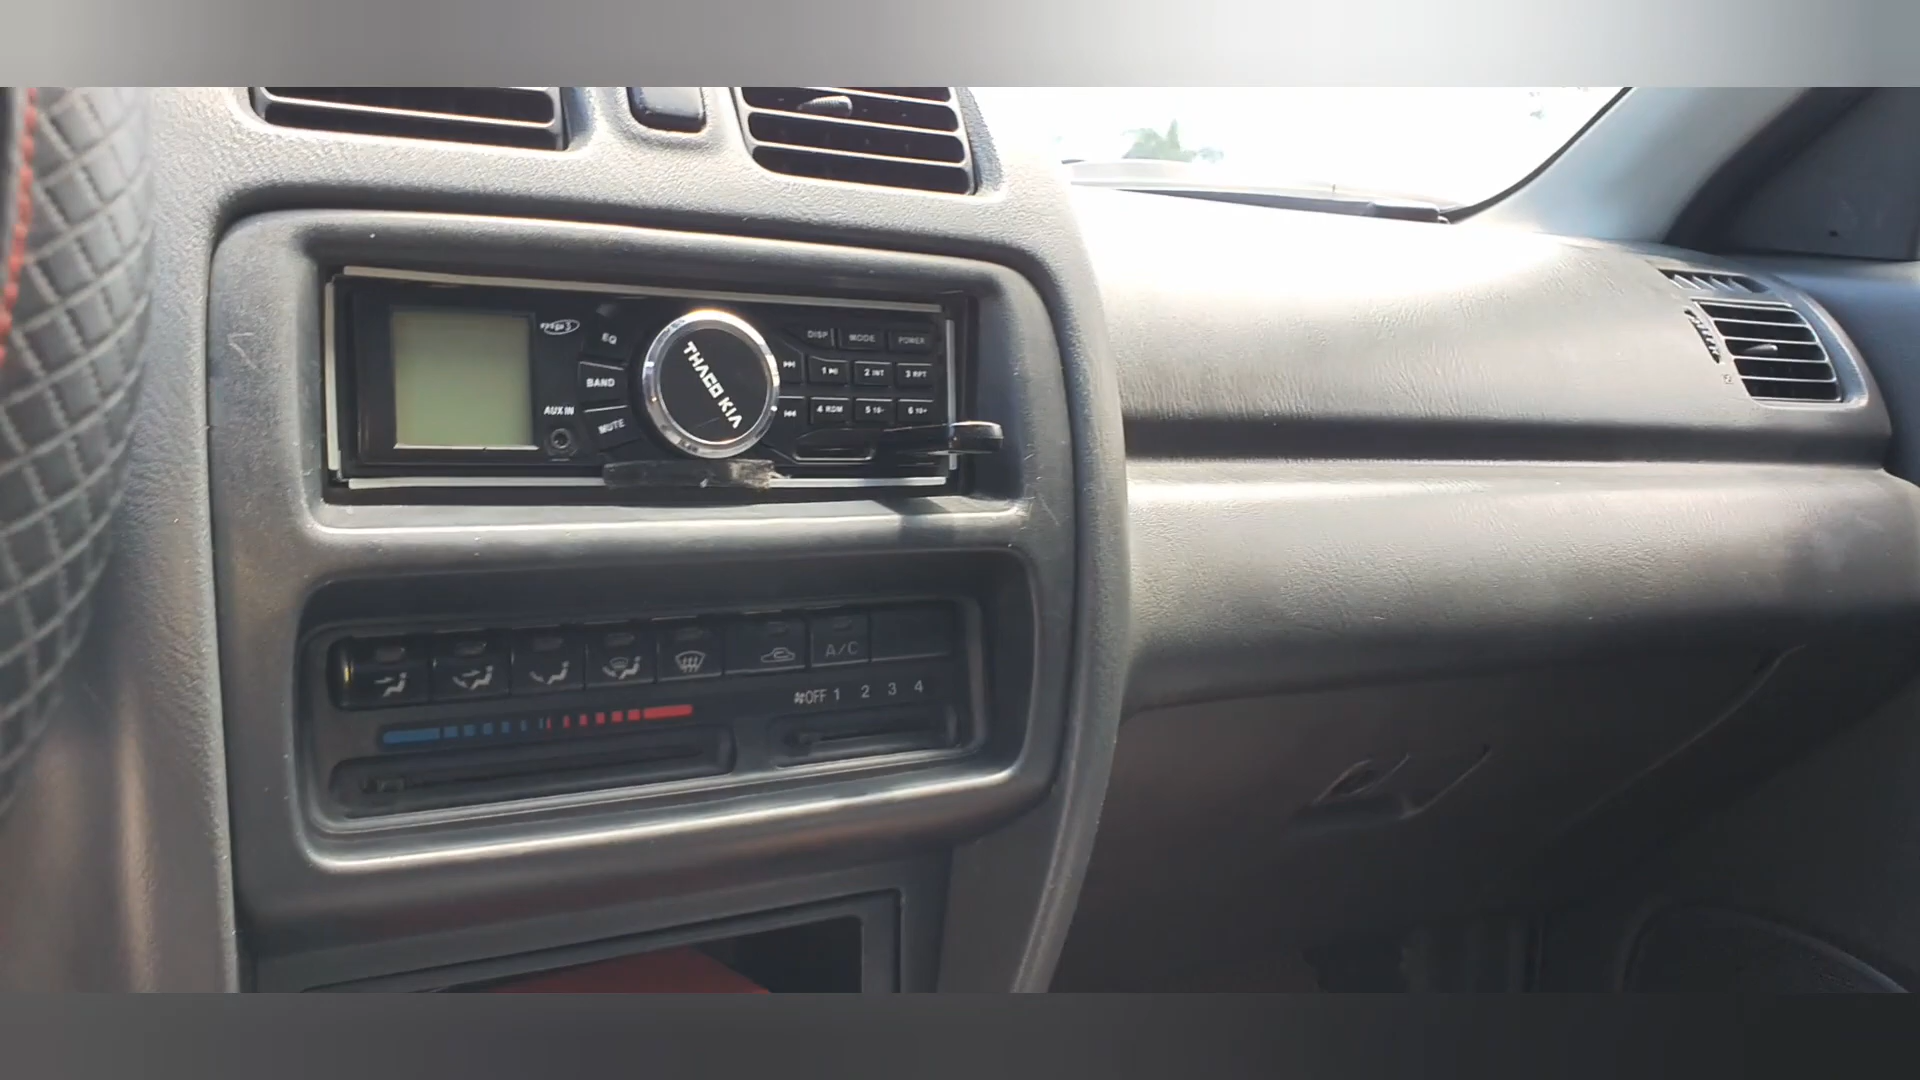 EQ
DISP
MODE
POWER
THACO KIA
BAND
1
2 INT
3 RPT
AUX IN
MUTE
4 RDM
5 10-
6 10+
A/C
OFF 1 2 3 4